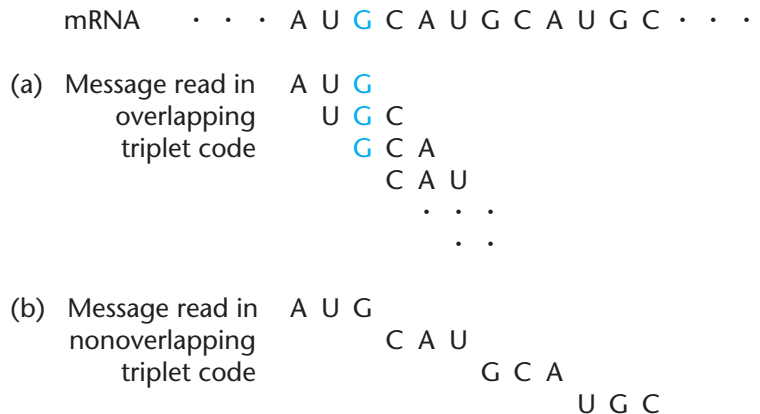 mRNA · · · A U G C A U G C A U G C · · ·
(a) Message read in A U G
overlapping U G C
triplet code G C A
C A U
· · ·
· ·
(b) Message read in A U G
nonoverlapping C A U
triplet code G C A
U G C